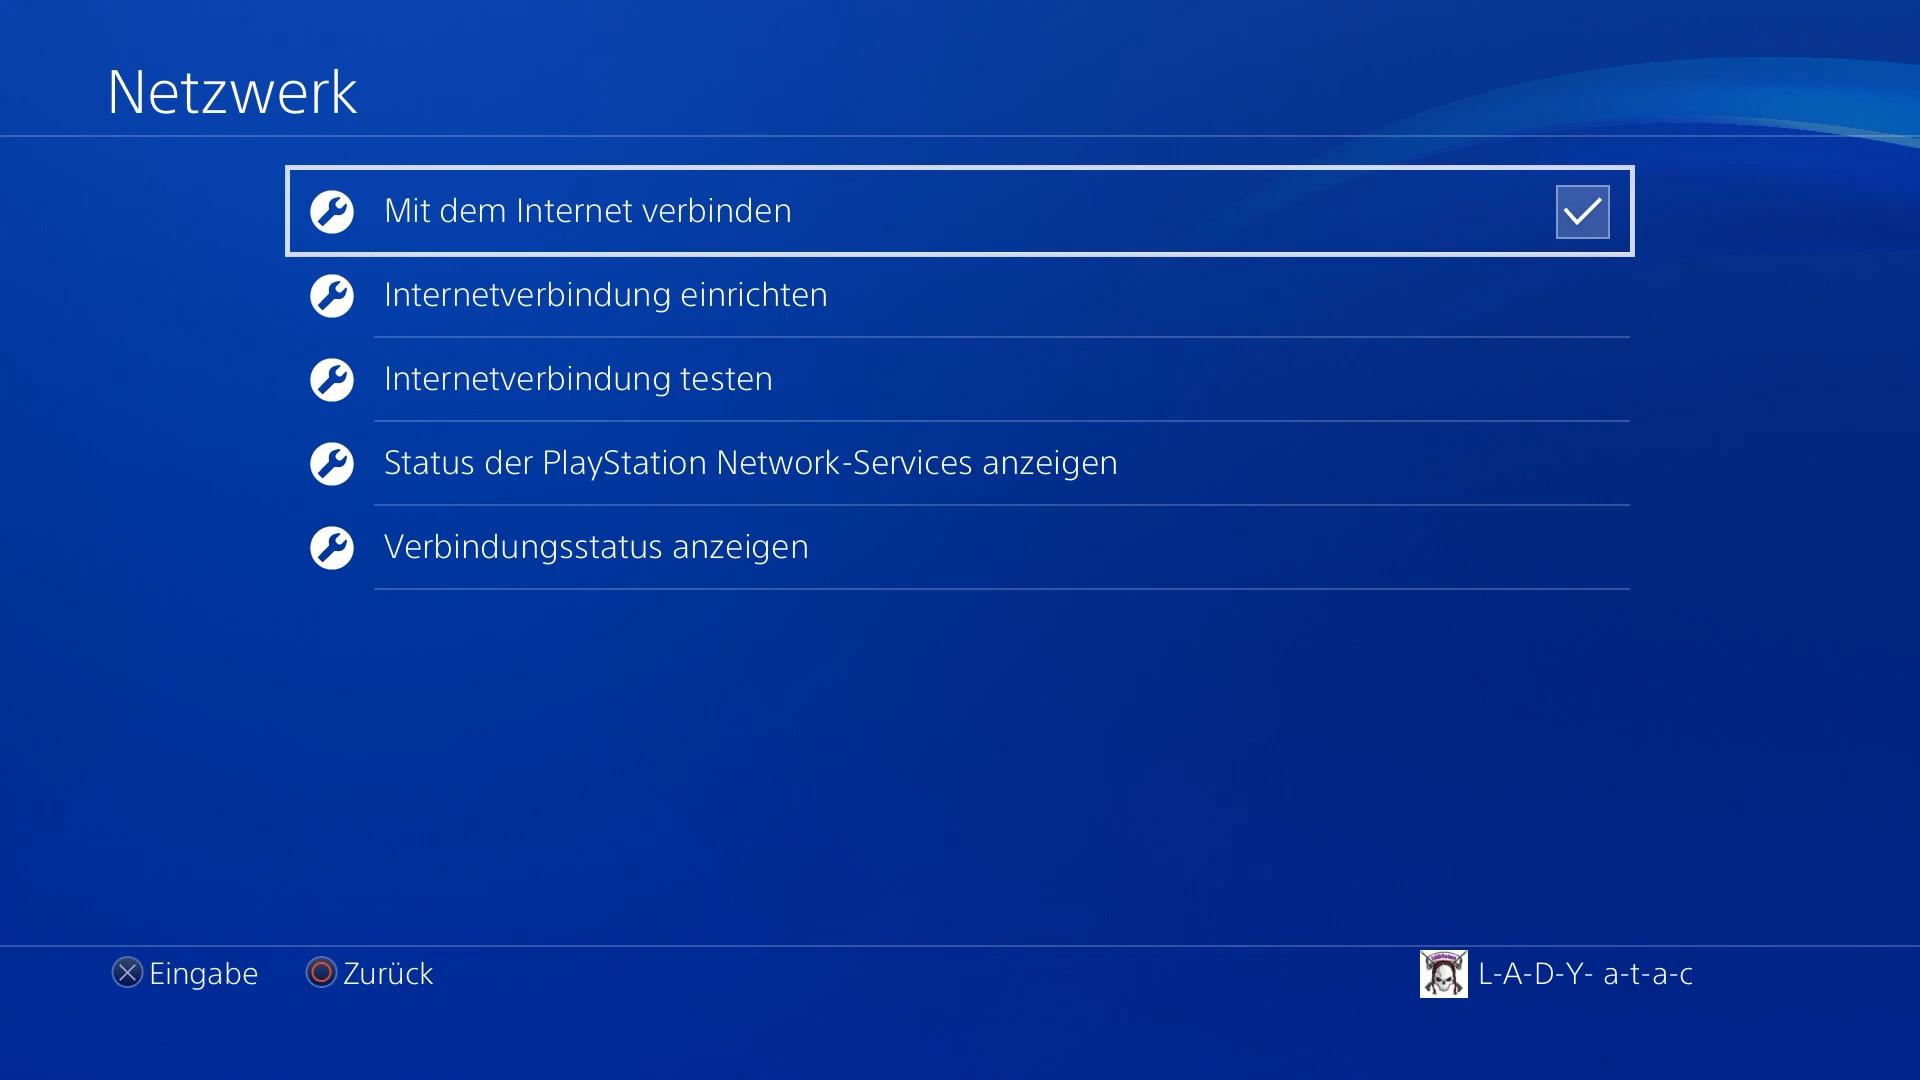 Netzwerk
Mit dem Internet verbinden
Internetverbindung einrichten
Internetverbindung testen
Status der PlayStation Network-Services anzeigen
Verbindungsstatus anzeigen
Eingabe Zurück L-A-D-Y- a-t-a-c